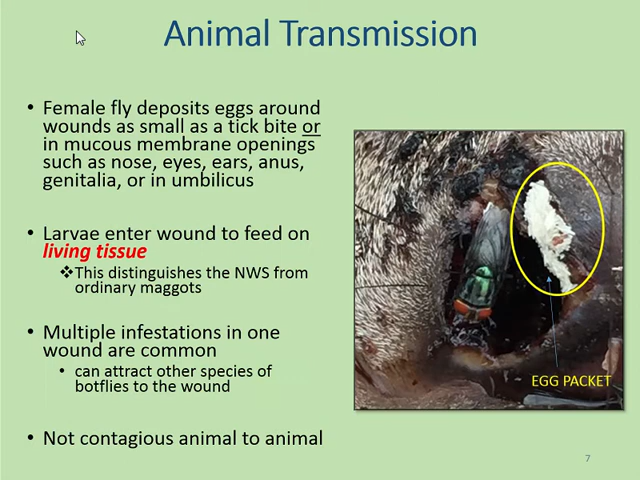 Animal Transmission
• Female fly deposits eggs around
wounds as small as a tick bite or
in mucous membrane openings
such as nose, eyes, ears, anus,
genitalia, or in umbilicus
• Larvae enter wound to feed on
living tissue
❖This distinguishes the NWS from
ordinary maggots
• Multiple infestations in one
wound are common
• can attract other species of
botflies to the wound
• Not contagious animal to animal
EGG PACKET
7